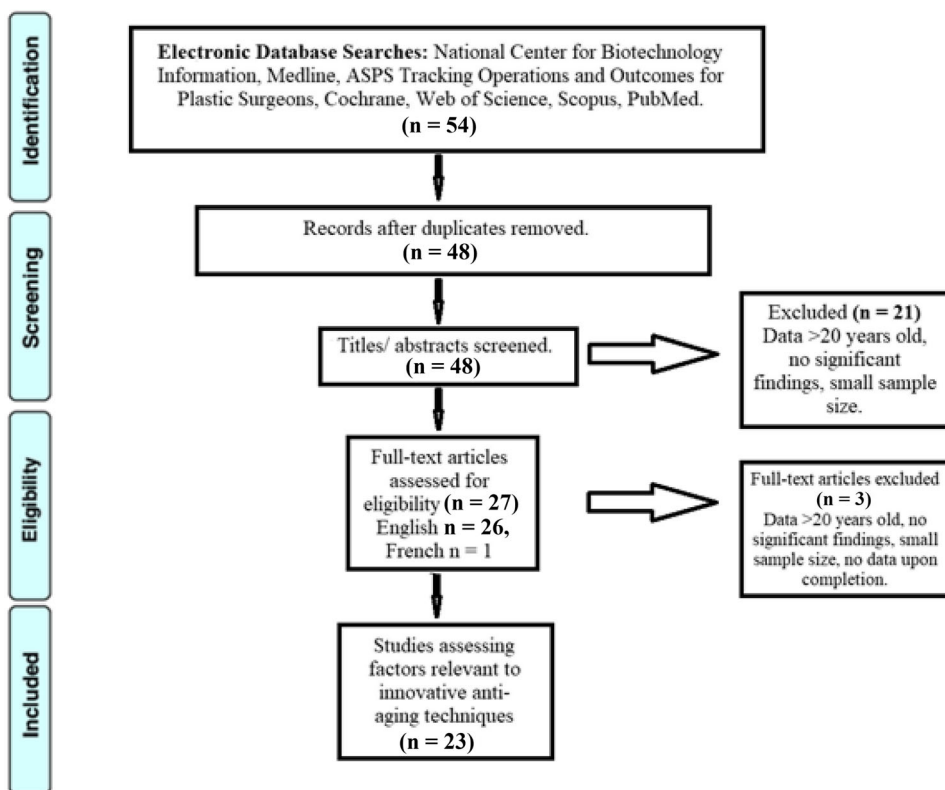 Identification
Electronic Database Searches: National Center for Biotechnology
Information, Medline, ASPS Tracking Operations and Outcomes for
Plastic Surgeons, Cochrane, Web of Science, Scopus, PubMed.
(n = 54)
Screening
Records after duplicates removed.
(n = 48)
Titles/ abstracts screened.
(n = 48)
Excluded (n = 21)
Data >20 years old,
no significant
findings, small sample
size.
Eligibility
Full-text articles
assessed for
eligibility (n = 27)
English n = 26,
French n = 1
Full-text articles excluded
(n = 3)
Data >20 years old, no
significant findings, small
sample size, no data upon
completion.
Included
Studies assessing
factors relevant to
innovative anti-
aging techniques
(n = 23)